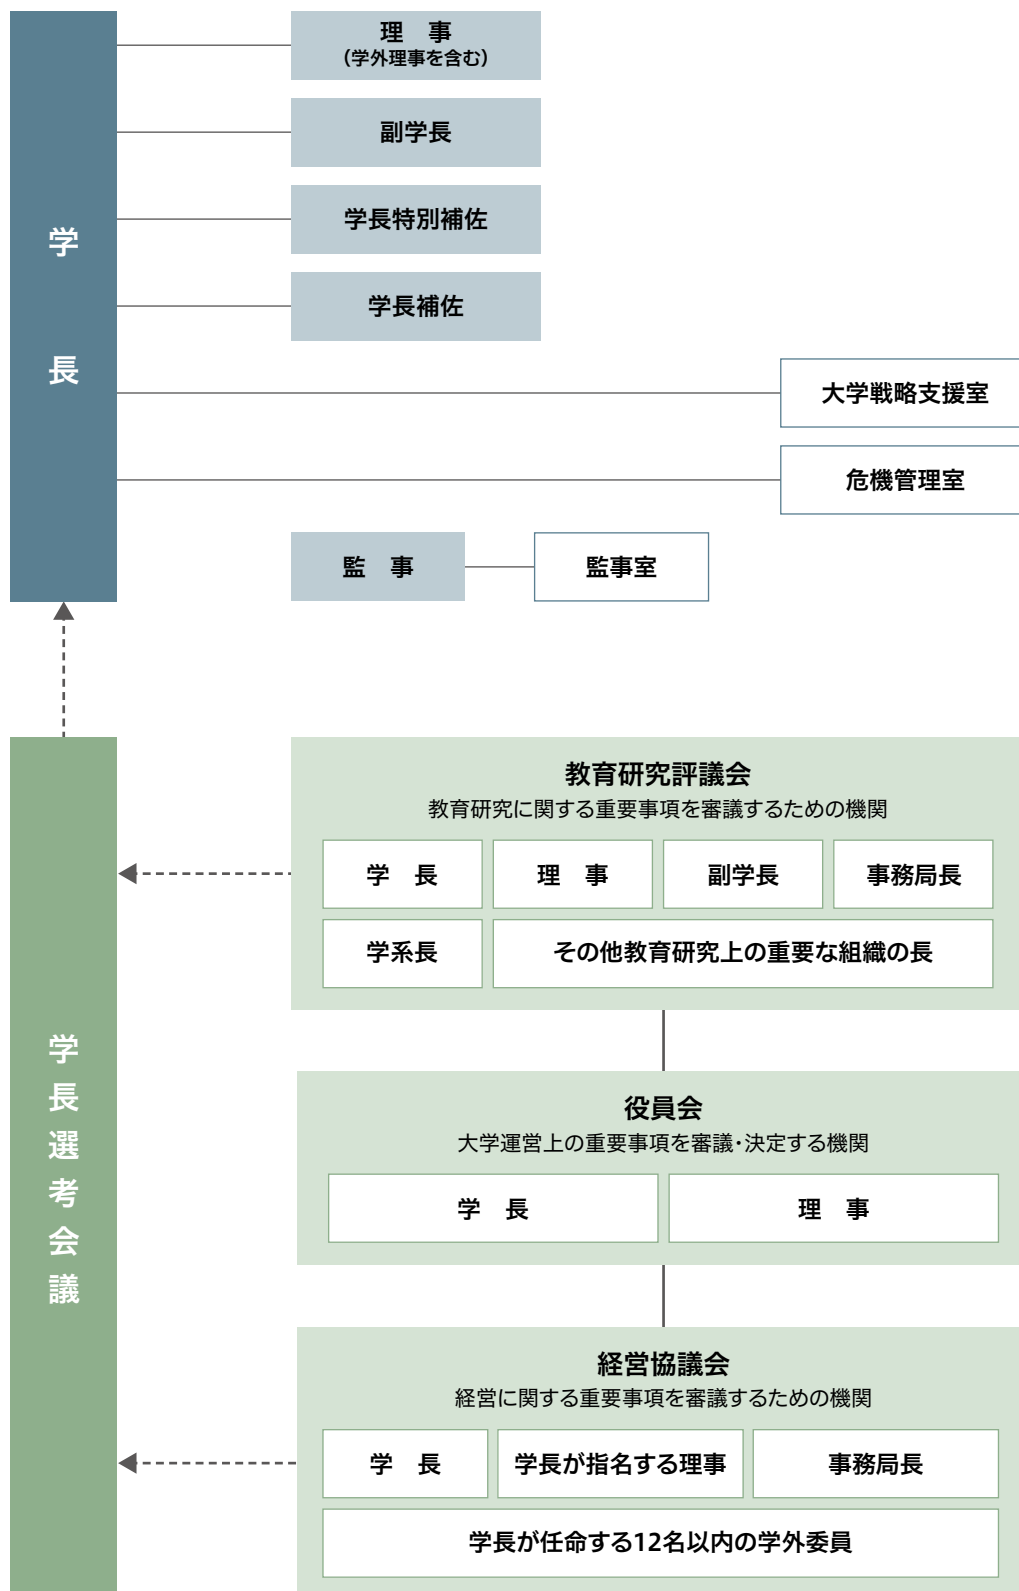 学長
理　事
（学外理事を含む）
副学長
学長特別補佐
学長補佐
大学戦略支援室
危機管理室
監　事
監事室
学長選考会議
教育研究評議会
教育研究に関する重要事項を審議するための機関
学　長
理　事
副学長
事務局長
学系長
その他教育研究上の重要な組織の長
役員会
大学運営上の重要事項を審議・決定する機関
学　長
理　事
経営協議会
経営に関する重要事項を審議するための機関
学　長
学長が指名する理事
事務局長
学長が任命する12名以内の学外委員